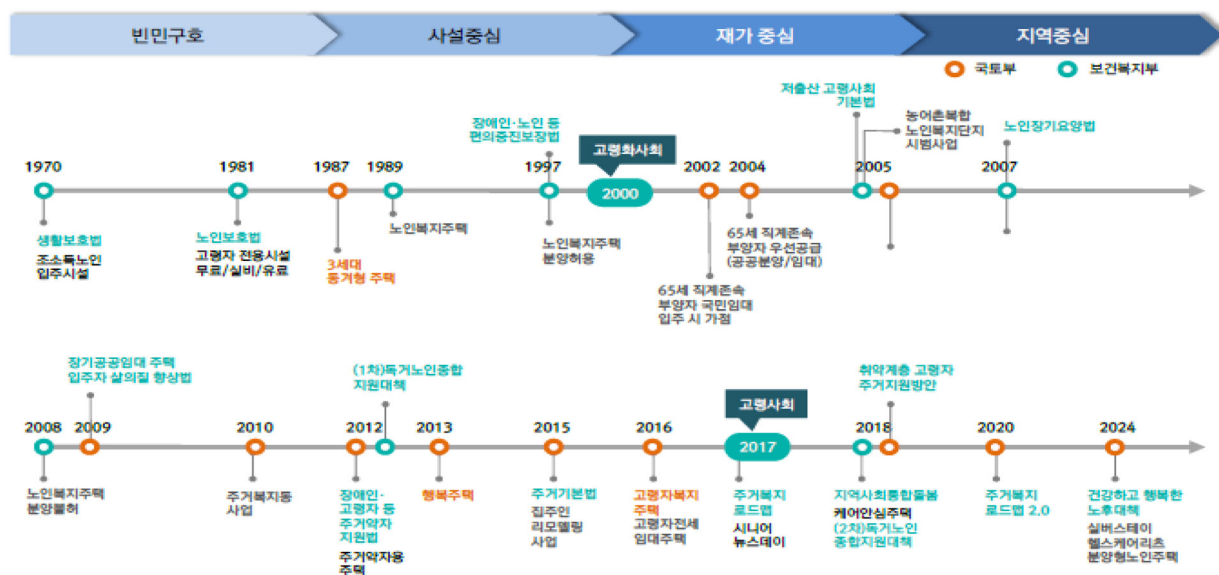 빈민구호
사설중심
재가 중심
지역중심
국토부
보건복지부
저출산 고령사회
기본법
장애인·노인 등
편의증진보장법
농어촌복합
노인복지단지
시범사업
노인장기요양법
고령화사회
1970
1981
1987
1989
1997
2000
2002
2004
2005
2007
생활보호법
조소득노인
입주시설
노인보호법
고령자 전용시설
무료/실비/유료
3세대
동거형 주택
노인복지주택
노인복지주택
분양허용
65세 직계존속
부양자 국민임대
입주 시 가점
65세 직계존속
부양자 우선공급
(공공분양/임대)
장기공공임대 주택
입주자 삶의질 향상법
(1차)독거노인종합
지원대책
취약계층 고령자
주거지원방안
고령사회
2008
2009
2010
2012
2013
2015
2016
2017
2018
2020
2024
노인복지주택
분양불허
주거복지동
사업
장애인·
고령자 등
주거약자
지원법
주거약자용
주택
행복주택
주거기본법
집주인
리모델링
사업
고령자복지
주택
고령자전세
임대주택
주거복지
로드맵
시니어
뉴스데이
지역사회통합돌봄
케어안심주택
(2차)독거노인
종합지원대책
주거복지
로드맵 2.0
건강하고 행복한
노후대책
실버스테이
헬스케어리츠
분양형노인주택